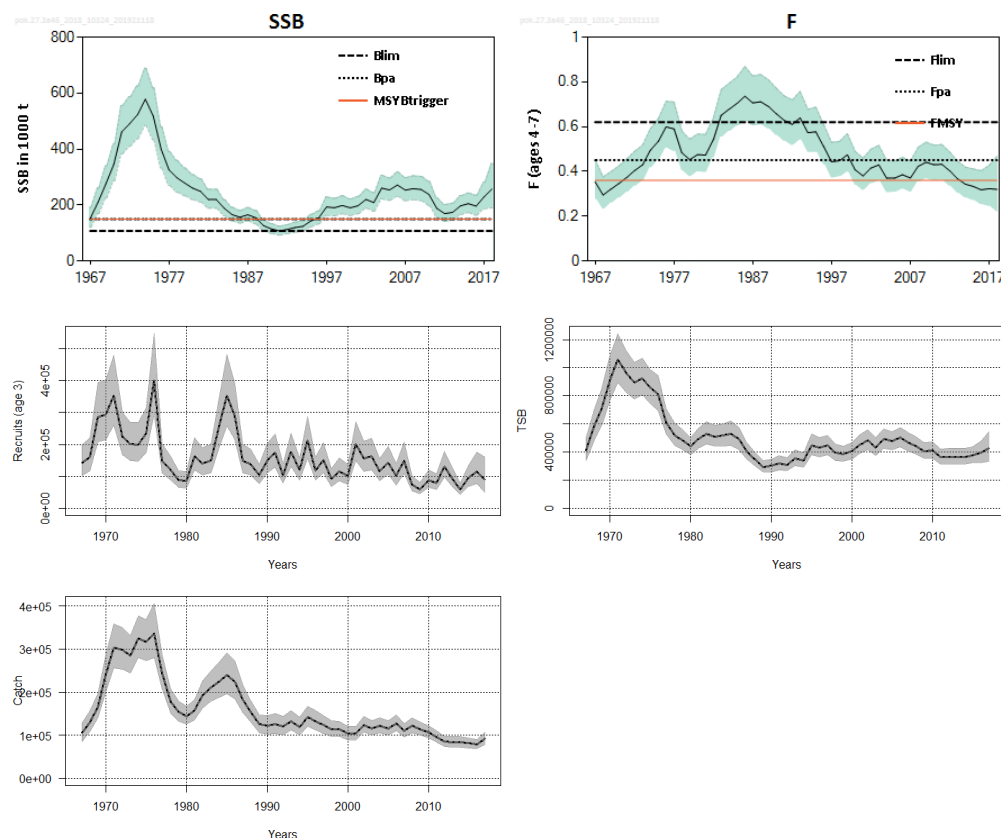 pok.27.3a46_2018_10324_201921118
SSB
800
600
400
200
0
SSB in 1000 t
Blim
Bpa
MSYBtrigger
1967 1977 1987 1997 2007 2017
F
1
0.8
0.6
0.4
0.2
0
F (ages 4-7)
Flim
Fpa
FMSY
1967 1977 1987 1997 2007 2017
Recruits (age 3)
0e+00 2e+05 4e+05
1970 1980 1990 2000 2010
Years
TSB
0 400000 800000 1200000
1970 1980 1990 2000 2010
Years
Catch
4e+05
3e+05
2e+05
1e+05
0e+00
1970 1980 1990 2000 2010
Years